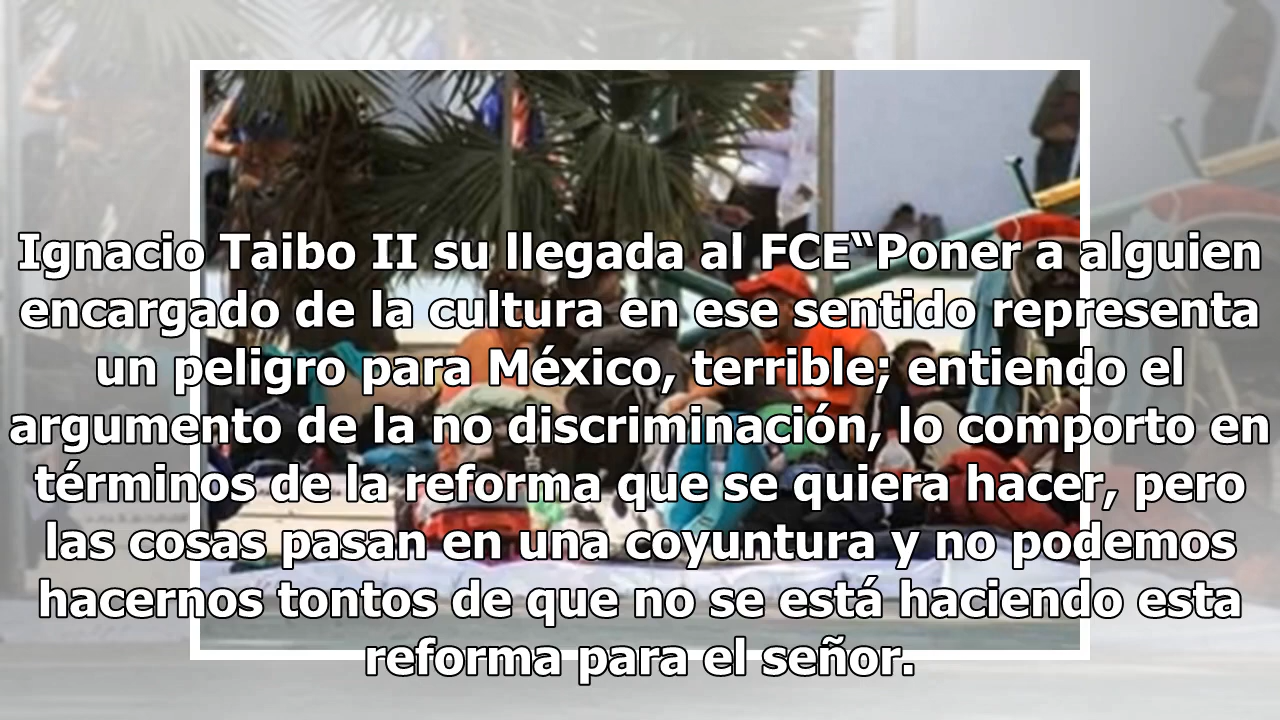 Ignacio Taibo II su llegada al FCE“Poner a alguien
encargado de la cultura en ese sentido representa
un peligro para México, terrible; entiendo el
argumento de la no discriminación, lo comporto en
términos de la reforma que se quiera hacer, pero
las cosas pasan en una coyuntura y no podemos
hacernos tontos de que no se está haciendo esta
reforma para el señor.